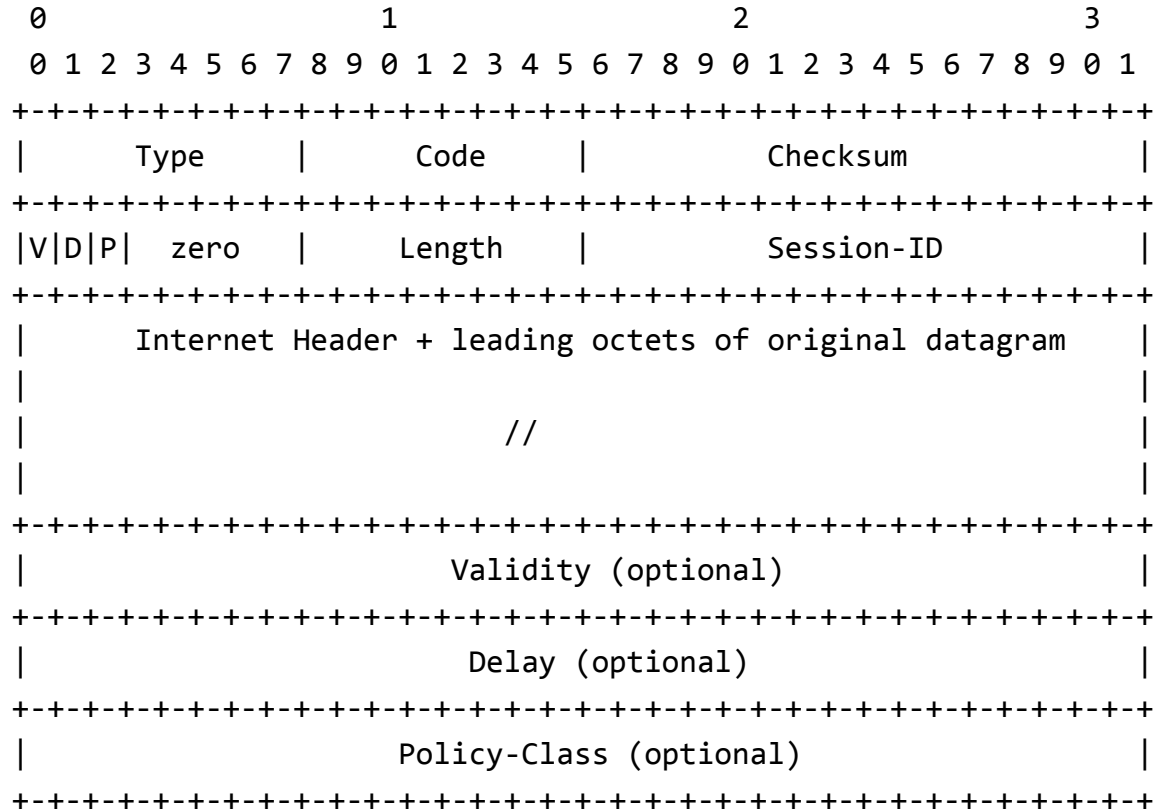 0                   1                   2                   3
 0 1 2 3 4 5 6 7 8 9 0 1 2 3 4 5 6 7 8 9 0 1 2 3 4 5 6 7 8 9 0 1
+-+-+-+-+-+-+-+-+-+-+-+-+-+-+-+-+-+-+-+-+-+-+-+-+-+-+-+-+-+-+-+-+
|      Type     |      Code     |          Checksum             |
+-+-+-+-+-+-+-+-+-+-+-+-+-+-+-+-+-+-+-+-+-+-+-+-+-+-+-+-+-+-+-+-+
|V|D|P|  zero   |     Length    |          Session-ID           |
+-+-+-+-+-+-+-+-+-+-+-+-+-+-+-+-+-+-+-+-+-+-+-+-+-+-+-+-+-+-+-+-+
|      Internet Header + leading octets of original datagram    |
|                                                               |
|                           //                                  |
|                                                               |
+-+-+-+-+-+-+-+-+-+-+-+-+-+-+-+-+-+-+-+-+-+-+-+-+-+-+-+-+-+-+-+-+
|                        Validity (optional)                    |
+-+-+-+-+-+-+-+-+-+-+-+-+-+-+-+-+-+-+-+-+-+-+-+-+-+-+-+-+-+-+-+-+
|                         Delay (optional)                      |
+-+-+-+-+-+-+-+-+-+-+-+-+-+-+-+-+-+-+-+-+-+-+-+-+-+-+-+-+-+-+-+-+
|                     Policy-Class (optional)                   |
+-+-+-+-+-+-+-+-+-+-+-+-+-+-+-+-+-+-+-+-+-+-+-+-+-+-+-+-+-+-+-+-+